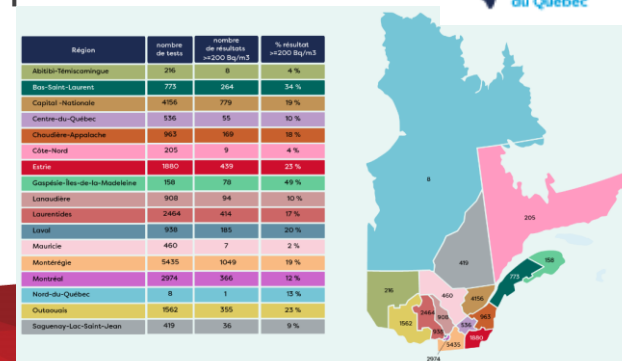 du Québec
Région nombre de tests nombre de résultats >=200 Bq/m3 % résultat >=200 Bq/m3
Abitibi-Témiscamingue 216 8 4 %
Bas-Saint-Laurent 773 264 34 %
Capital -Nationale 4156 779 19 %
Centre-du-Québec 536 55 10 %
Chaudière-Appalache 963 169 18 %
Côte-Nord 205 9 4 %
Estrie 1880 439 23 %
Gaspésie-Îles-de-la-Madeleine 158 78 49 %
Lanaudière 908 94 10 %
Laurentides 2464 414 17 %
Laval 938 185 20 %
Mauricie 460 7 2 %
Montérégie 5435 1049 19 %
Montréal 2974 366 12 %
Nord-du-Québec 8 1 13 %
Outaouais 1562 355 23 %
Saguenay-Lac-Saint-Jean 419 36 9 %
8
205
419
158
773
216
460
4156
2464
908
963
1562
536
938
1880
5435
2974